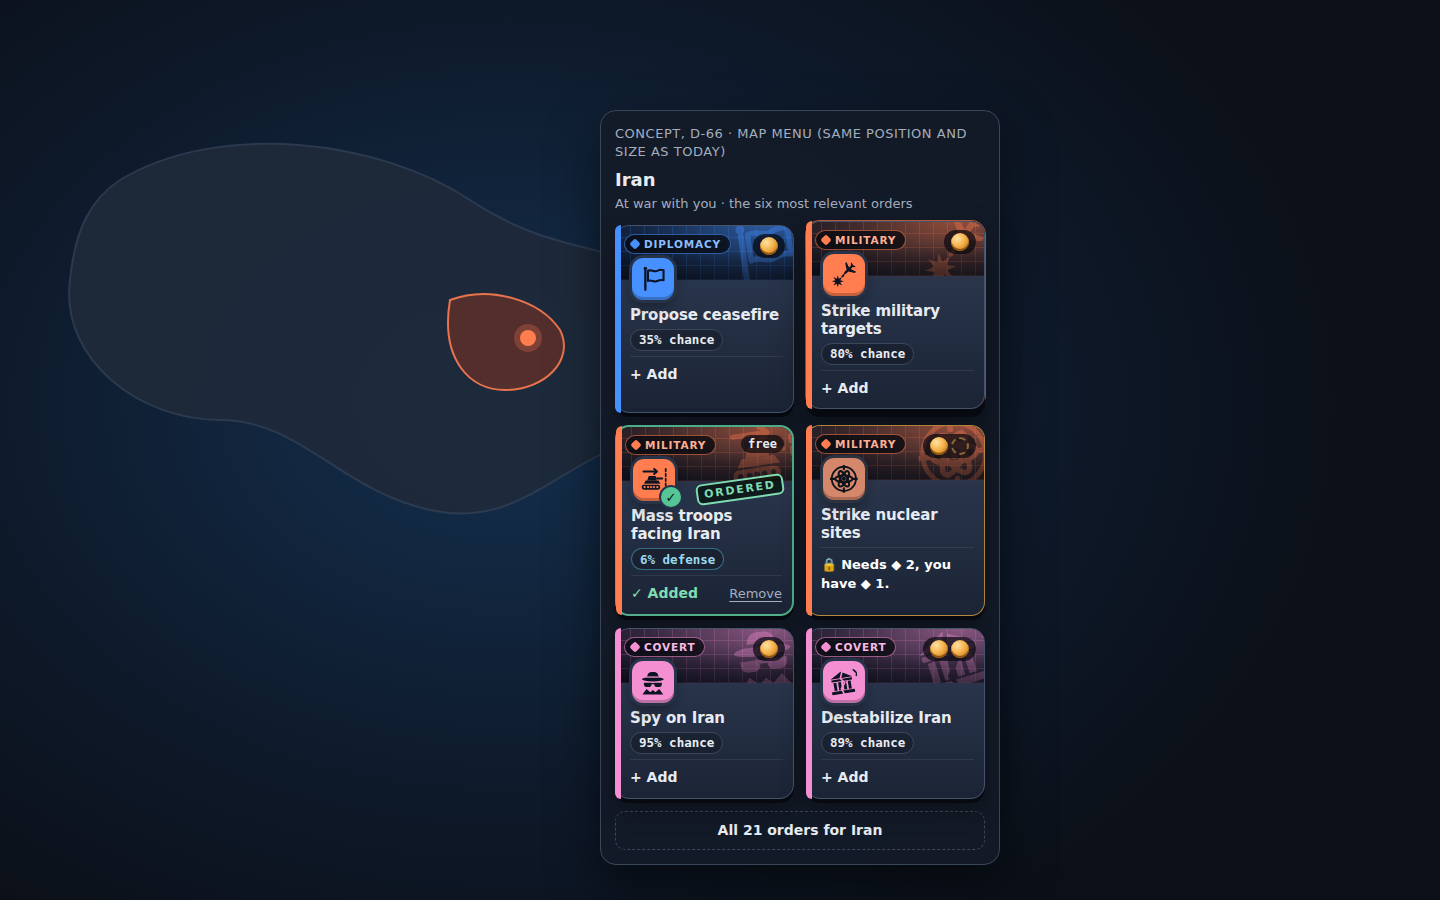 CONCEPT, D-66 · MAP MENU (SAME POSITION AND
SIZE AS TODAY)
Iran
At war with you · the six most relevant orders
DIPLOMACY
Propose ceasefire
35% chance
+ Add
MILITARY
Strike military
targets
80% chance
+ Add
MILITARY
free
ORDERED
Mass troops
facing Iran
6% defense
✓ Added
Remove
MILITARY
Strike nuclear
sites
🔒 Needs ◆ 2, you
have ◆ 1.
COVERT
Spy on Iran
95% chance
+ Add
COVERT
Destabilize Iran
89% chance
+ Add
All 21 orders for Iran